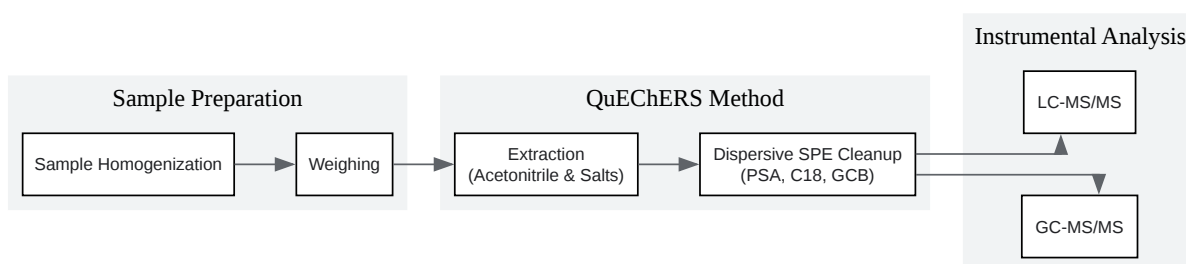 Sample Preparation
Sample Homogenization
Weighing
QuEChERS Method
Extraction
(Acetonitrile & Salts)
Dispersive SPE Cleanup
(PSA, C18, GCB)
Instrumental Analysis
LC-MS/MS
GC-MS/MS